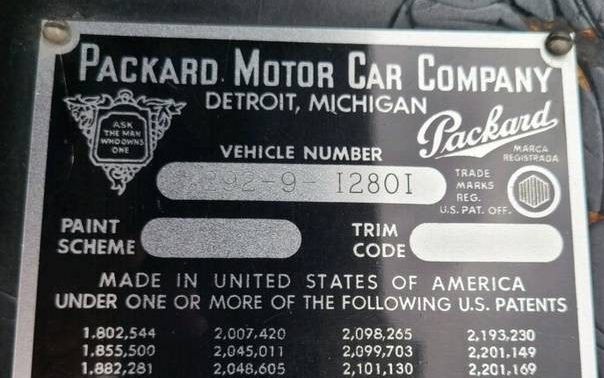 PACKARD MOTOR CAR COMPANY
DETROIT, MICHIGAN
ASK
THE MAN
WHO OWNS
ONE
Packard
MARCA
REGISTRADA
VEHICLE NUMBER
2292-9-12801
TRADE
MARKS
REG.
U.S. PAT. OFF.
PAINT
SCHEME
TRIM
CODE
MADE IN UNITED STATES OF AMERICA
UNDER ONE OR MORE OF THE FOLLOWING U.S. PATENTS
1,802,544 2,007,420 2,098,265 2,193,230
1,855,500 2,045,011 2,099,703 2,201,149
1,882,281 2,048,605 2,101,130 2,201,169